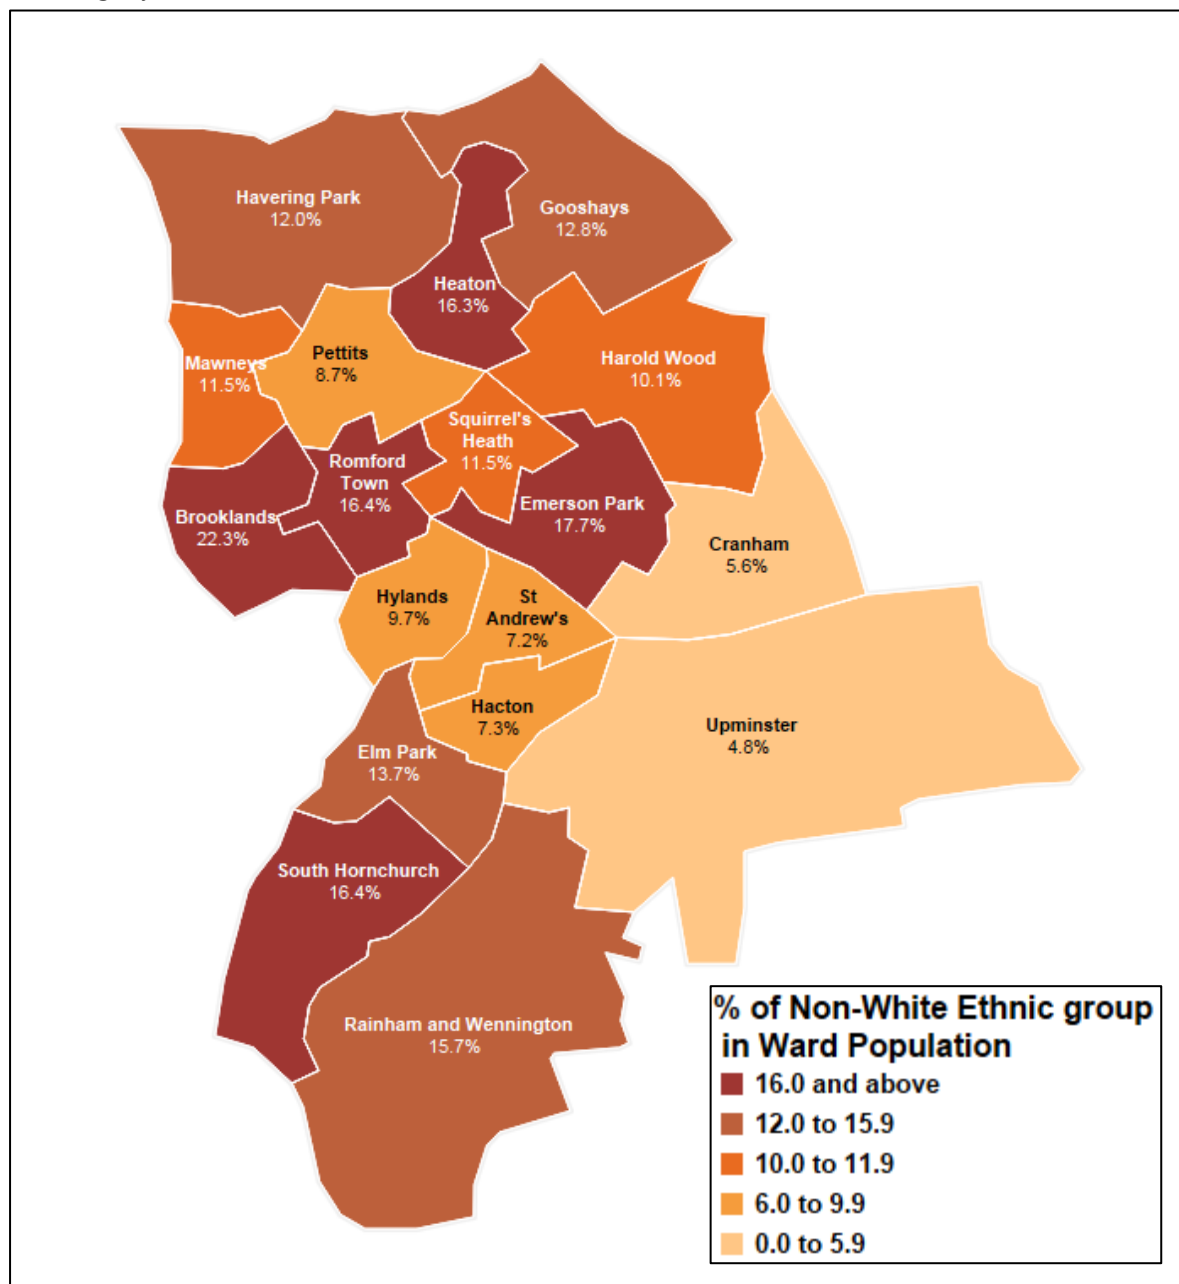 Havering Park
12.0%
Gooshays
12.8%
Heaton
16.3%
Mawneys
11.5%
Pettits
8.7%
Harold Wood
10.1%
Squirrel's
Heath
11.5%
Romford
Town
16.4%
Emerson Park
17.7%
Brooklands
22.3%
Cranham
5.6%
Hylands
9.7%
St
Andrew's
7.2%
Hacton
7.3%
Upminster
4.8%
Elm Park
13.7%
South Hornchurch
16.4%
Rainham and Wennington
15.7%
% of Non-White Ethnic group
in Ward Population
16.0 and above
12.0 to 15.9
10.0 to 11.9
6.0 to 9.9
0.0 to 5.9